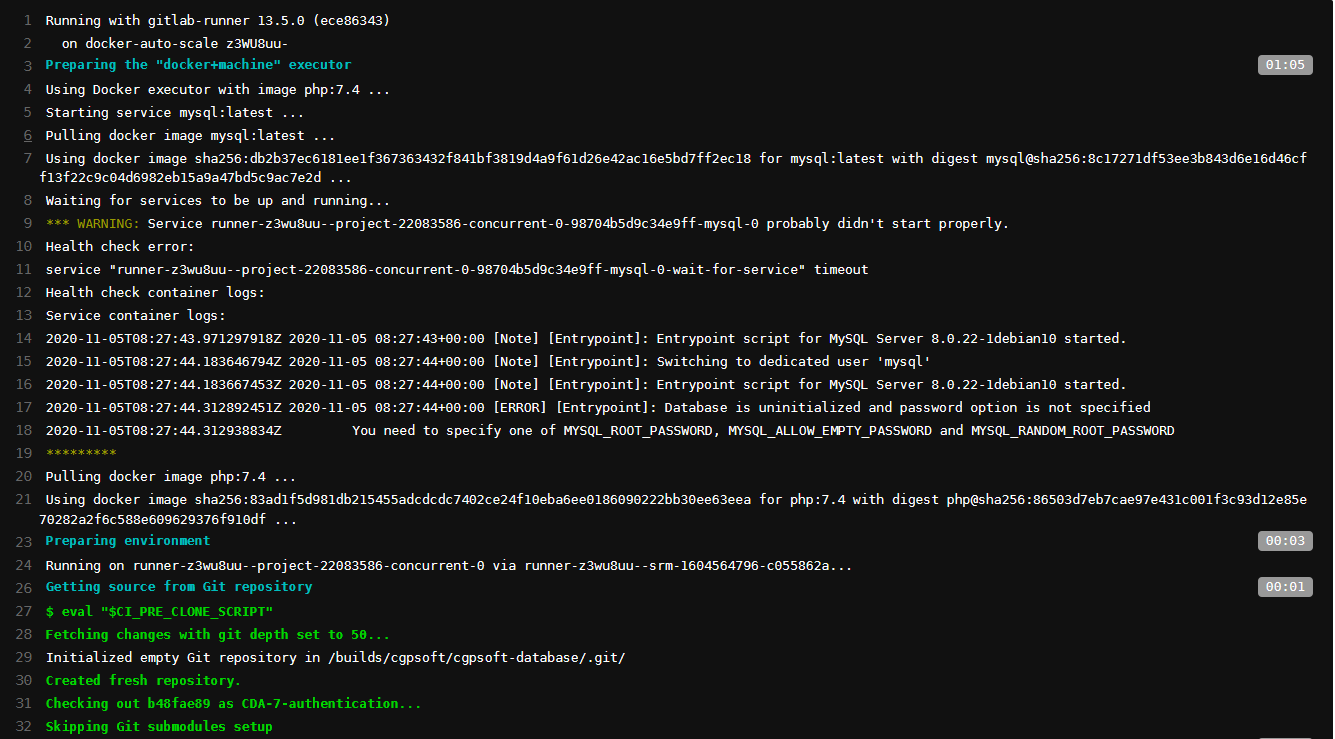 1 Running with gitlab-runner 13.5.0 (ece86343)
2 on docker-auto-scale z3WU8uu-
3 Preparing the "docker+machine" executor 01:05
4 Using Docker executor with image php:7.4 ...
5 Starting service mysql:latest ...
6 Pulling docker image mysql:latest ...
7 Using docker image sha256:db2b37ec6181ee1f367363432f841bf3819d4a9f61d26e42ac16e5bd7ff2ec18 for mysql:latest with digest mysql@sha256:8c17271df53ee3b843d6e16d46cf
f13f22c9c04d6982eb15a9a47bd5c9ac7e2d ...
8 Waiting for services to be up and running...
9 *** WARNING: Service runner-z3wu8uu--project-22083586-concurrent-0-98704b5d9c34e9ff-mysql-0 probably didn't start properly.
10 Health check error:
11 service "runner-z3wu8uu--project-22083586-concurrent-0-98704b5d9c34e9ff-mysql-0-wait-for-service" timeout
12 Health check container logs:
13 Service container logs:
14 2020-11-05T08:27:43.971297918Z 2020-11-05 08:27:43+00:00 [Note] [Entrypoint]: Entrypoint script for MySQL Server 8.0.22-1debian10 started.
15 2020-11-05T08:27:44.183646794Z 2020-11-05 08:27:44+00:00 [Note] [Entrypoint]: Switching to dedicated user 'mysql'
16 2020-11-05T08:27:44.183667453Z 2020-11-05 08:27:44+00:00 [Note] [Entrypoint]: Entrypoint script for MySQL Server 8.0.22-1debian10 started.
17 2020-11-05T08:27:44.312892451Z 2020-11-05 08:27:44+00:00 [ERROR] [Entrypoint]: Database is uninitialized and password option is not specified
18 2020-11-05T08:27:44.312938834Z You need to specify one of MYSQL_ROOT_PASSWORD, MYSQL_ALLOW_EMPTY_PASSWORD and MYSQL_RANDOM_ROOT_PASSWORD
19 *********
20 Pulling docker image php:7.4 ...
21 Using docker image sha256:83ad1f5d981db215455adcdcdc7402ce24f10eba6ee0186090222bb30ee63eea for php:7.4 with digest php@sha256:86503d7eb7cae97e431c001f3c93d12e85e
70282a2f6c588e609629376f910df ...
23 Preparing environment 00:03
24 Running on runner-z3wu8uu--project-22083586-concurrent-0 via runner-z3wu8uu--srm-1604564796-c055862a...
26 Getting source from Git repository 00:01
27 $ eval "$CI_PRE_CLONE_SCRIPT"
28 Fetching changes with git depth set to 50...
29 Initialized empty Git repository in /builds/cgpsoft/cgpsoft-database/.git/
30 Created fresh repository.
31 Checking out b48fae89 as CDA-7-authentication...
32 Skipping Git submodules setup